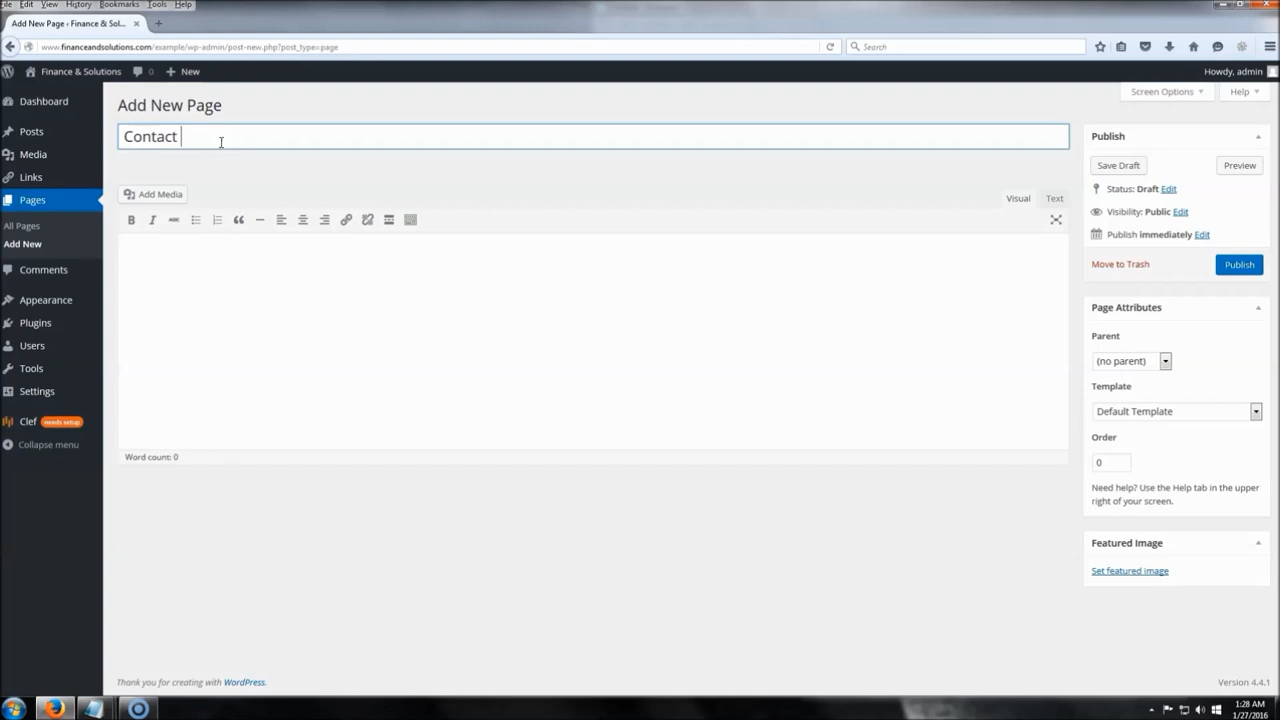 File Edit View History Bookmarks Tools Help
Add New Page ‹ Finance & Sol...
www.financeandsolutions.com/example/wp-admin/post-new.php?post_type=page
Search
Finance & Solutions 0 New
Howdy, admin
Screen Options
Help
Dashboard
Posts
Media
Links
Pages
All Pages
Add New
Comments
Appearance
Plugins
Users
Tools
Settings
Clef needs setup
Collapse menu
Add New Page
Contact
Add Media
Visual Text
B I ABC
Word count: 0
Publish
Save Draft Preview
Status: Draft Edit
Visibility: Public Edit
Publish immediately Edit
Move to Trash Publish
Page Attributes
Parent
(no parent)
Template
Default Template
Order
0
Need help? Use the Help tab in the upper
right of your screen.
Featured Image
Set featured image
Thank you for creating with WordPress.
Version 4.4.1
1:28 AM
1/27/2016